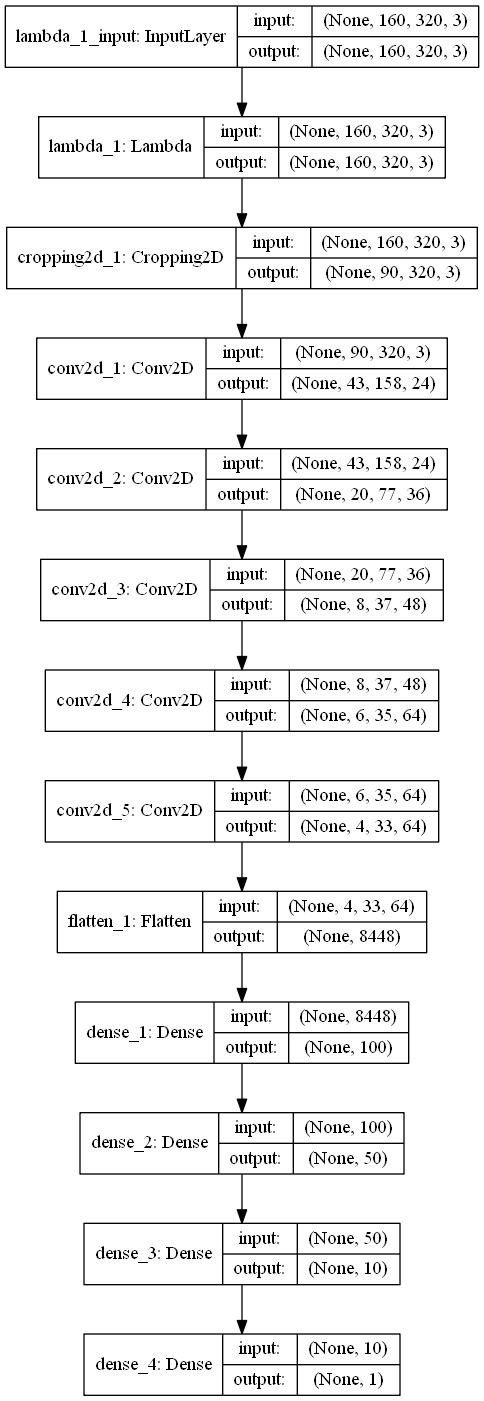 lambda_1_input: InputLayer
input: (None, 160, 320, 3)
output: (None, 160, 320, 3)
lambda_1: Lambda
input: (None, 160, 320, 3)
output: (None, 160, 320, 3)
cropping2d_1: Cropping2D
input: (None, 160, 320, 3)
output: (None, 90, 320, 3)
conv2d_1: Conv2D
input: (None, 90, 320, 3)
output: (None, 43, 158, 24)
conv2d_2: Conv2D
input: (None, 43, 158, 24)
output: (None, 20, 77, 36)
conv2d_3: Conv2D
input: (None, 20, 77, 36)
output: (None, 8, 37, 48)
conv2d_4: Conv2D
input: (None, 8, 37, 48)
output: (None, 6, 35, 64)
conv2d_5: Conv2D
input: (None, 6, 35, 64)
output: (None, 4, 33, 64)
flatten_1: Flatten
input: (None, 4, 33, 64)
output: (None, 8448)
dense_1: Dense
input: (None, 8448)
output: (None, 100)
dense_2: Dense
input: (None, 100)
output: (None, 50)
dense_3: Dense
input: (None, 50)
output: (None, 10)
dense_4: Dense
input: (None, 10)
output: (None, 1)